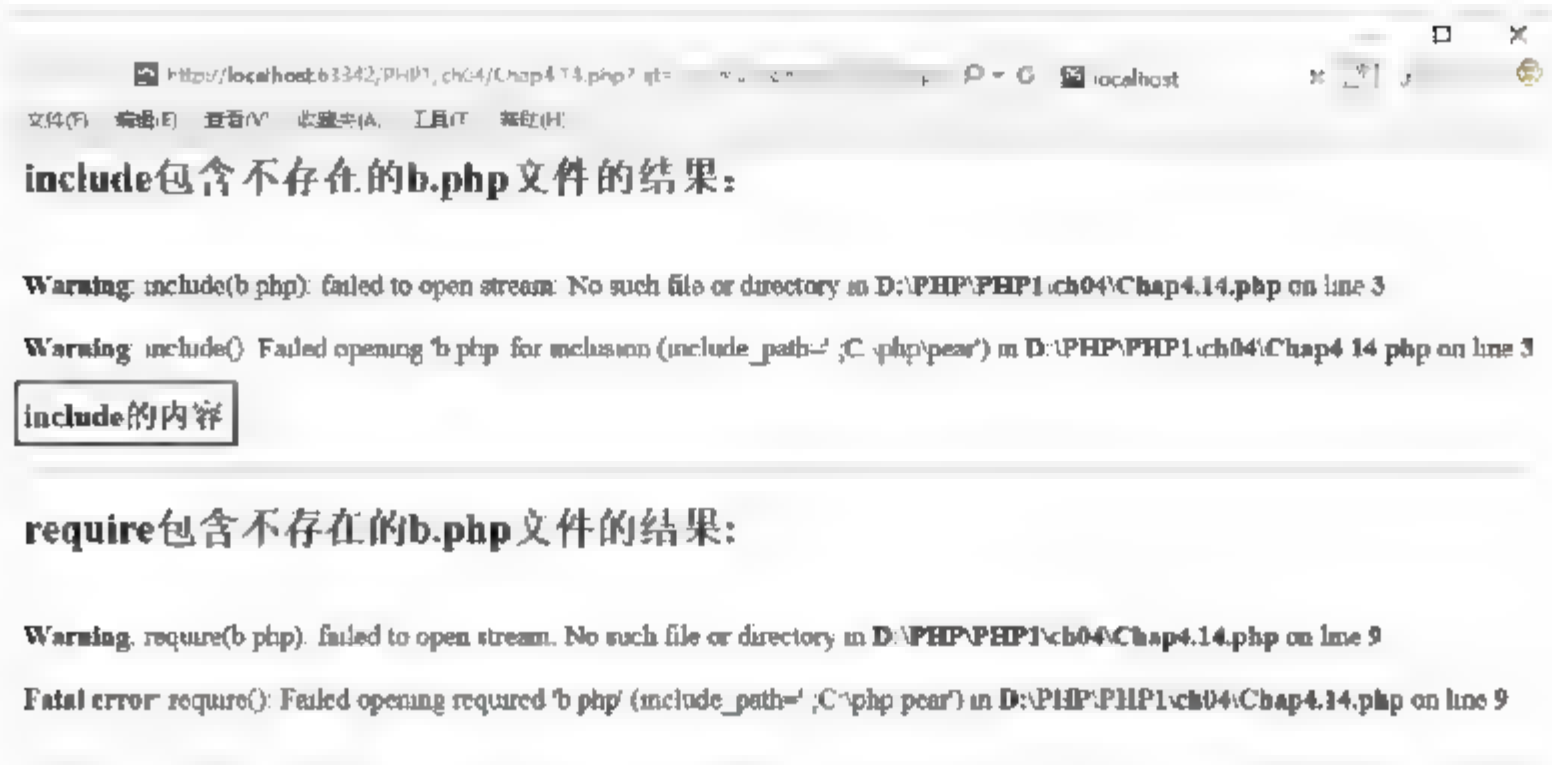 localhost
文件(F) 编辑(E) 查看(V) 收藏夹(A) 工具(T 帮助(H)
include包含不存在的b.php文件的结果:
Warning: include(b php): failed to open stream: No such file or directory in D:\PHP\PHP1\ch04\Chap4.14.php on line 3
Warning: include() Failed opening 'b php' for inclusion (include_path=' ;C:\php\pear') in D:\PHP\PHP1\ch04\Chap4 14 php on line 3
include的内容
require包含不存在的b.php文件的结果:
Warning: require(b php): failed to open stream: No such file or directory in D:\PHP\PHP1\ch04\Chap4.14.php on line 9
Fatal error: require(): Failed opening required 'b php' (include_path=' ;C:\php pear') in D:\PHP\PHP1\ch04\Chap4.14.php on line 9